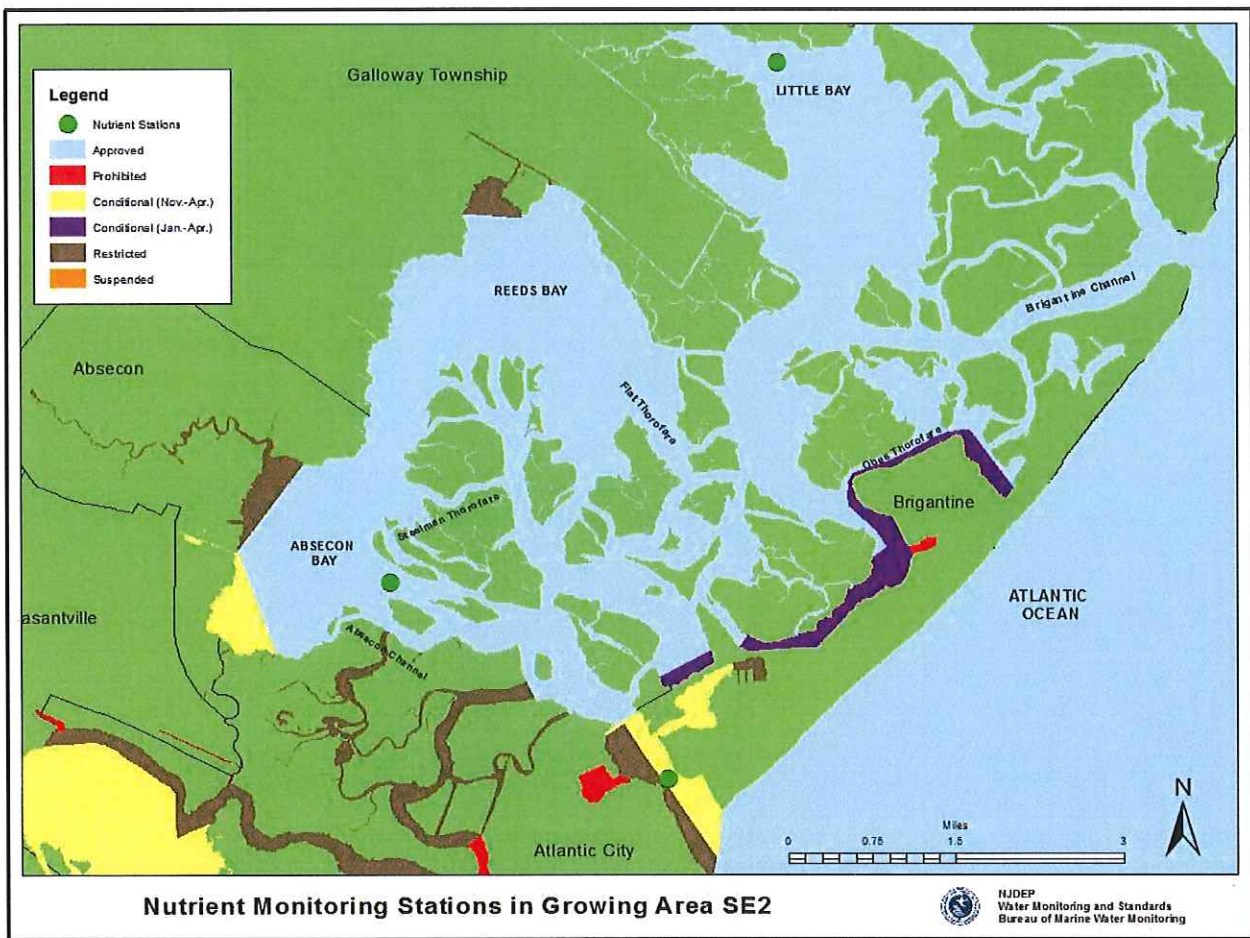 Legend
Nutrient Stations
Approved
Prohibited
Conditional (Nov.-Apr.)
Conditional (Jan.-Apr.)
Restricted
Suspended
Galloway Township
LITTLE BAY
REEDS BAY
Brigantine Channel
Absecon
Flat Thorofare
Obes Thorofare
Brigantine
Steelman Thorofare
ABSECON
BAY
ATLANTIC
OCEAN
asantville
Absecon Channel
N
Miles
0 0.75 1.5 3
Atlantic City
Nutrient Monitoring Stations in Growing Area SE2
NJDEP
Water Monitoring and Standards
Bureau of Marine Water Monitoring